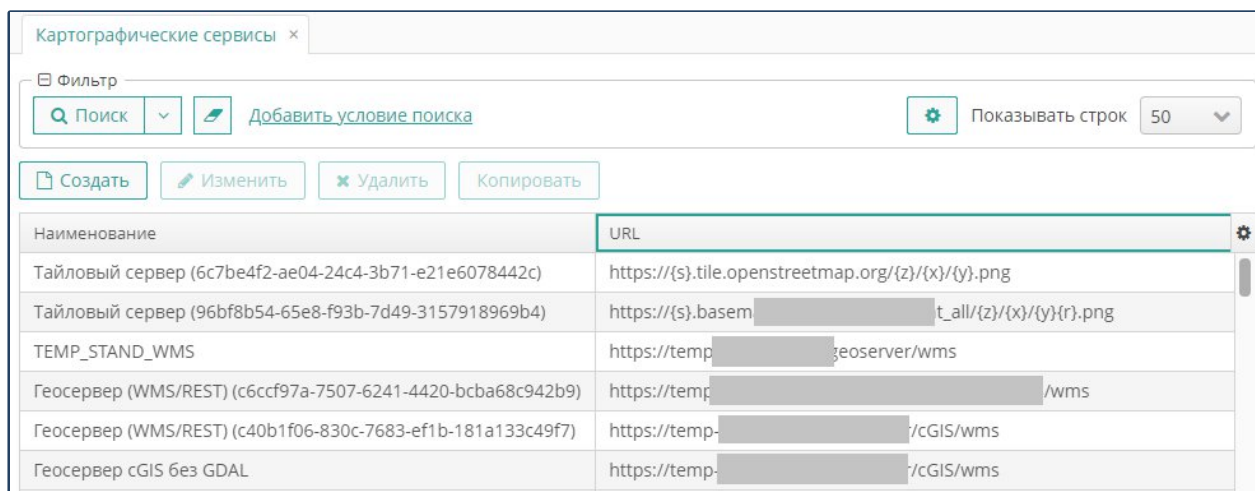 Картографические сервисы ×
Фильтр
Поиск Добавить условие поиска Показывать строк 50
Создать Изменить Удалить Копировать
Наименование URL
Тайловый сервер (6c7be4f2-ae04-24c4-3b71-e21e6078442c) https://{s}.tile.openstreetmap.org/{z}/{x}/{y}.png
Тайловый сервер (96bf8b54-65e8-f93b-7d49-3157918969b4) https://{s}.basem t_all/{z}/{x}/{y}{r}.png
TEMP_STAND_WMS https://temp geoserver/wms
Геосервер (WMS/REST) (c6ccf97a-7507-6241-4420-bcba68c942b9) https://temp /wms
Геосервер (WMS/REST) (c40b1f06-830c-7683-ef1b-181a133c49f7) https://temp- /cGIS/wms
Геосервер cGIS без GDAL https://temp- /cGIS/wms